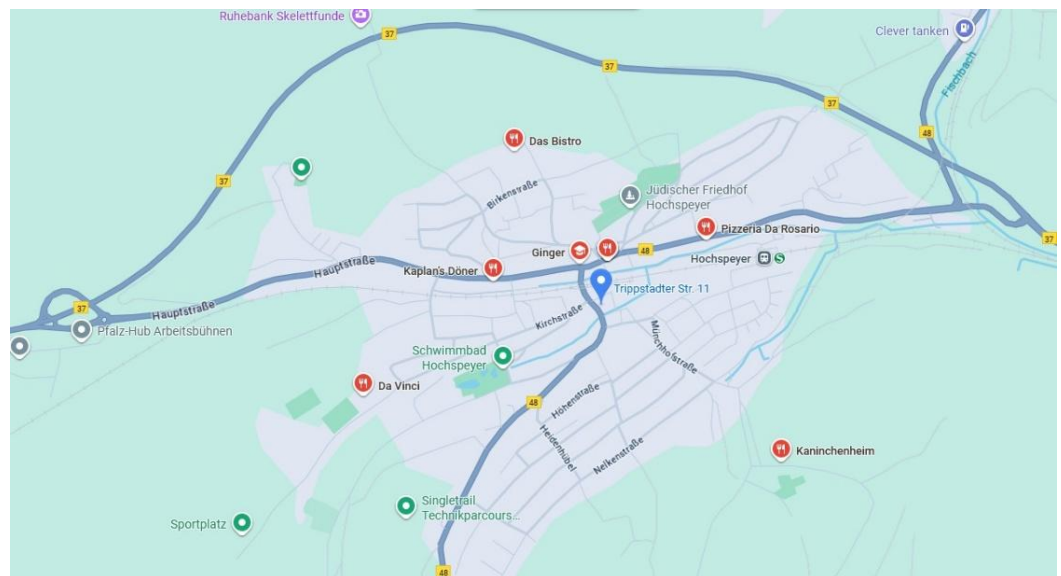 Ruhebank Skelettfunde
37
37
Clever tanken
Fischbach
37
48
Das Bistro
37
Birkenstraße
Jüdischer Friedhof
Hochspeyer
Pizzeria Da Rosario
37
Ginger
48
Hochspeyer
S
Hauptstraße
Kaplan's Döner
Trippstadter Str. 11
37
Hauptstraße
Pfalz-Hub Arbeitsbühnen
Kirchstraße
Münchhofstraße
Schwimmbad
Hochspeyer
Da Vinci
48
Höhenstraße
Heidenhübel
Nelkenstraße
Kaninchenheim
Singletrail
Technikparcours...
Sportplatz
48